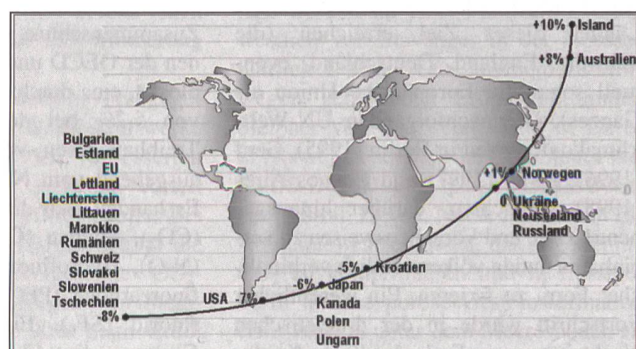 +10% Island
+8% Australien
+1% Norwegen
0 Ukraine
Neuseeland
Russland
-5% Kroatien
-6% Japan
Kanada
Polen
Ungarn
USA -7%
Bulgarien
Estland
EU
Lettland
Liechtenstein
Littauen
Marokko
Rumänien
Schweiz
Slovakei
Slowenien
Tschechien
-8%